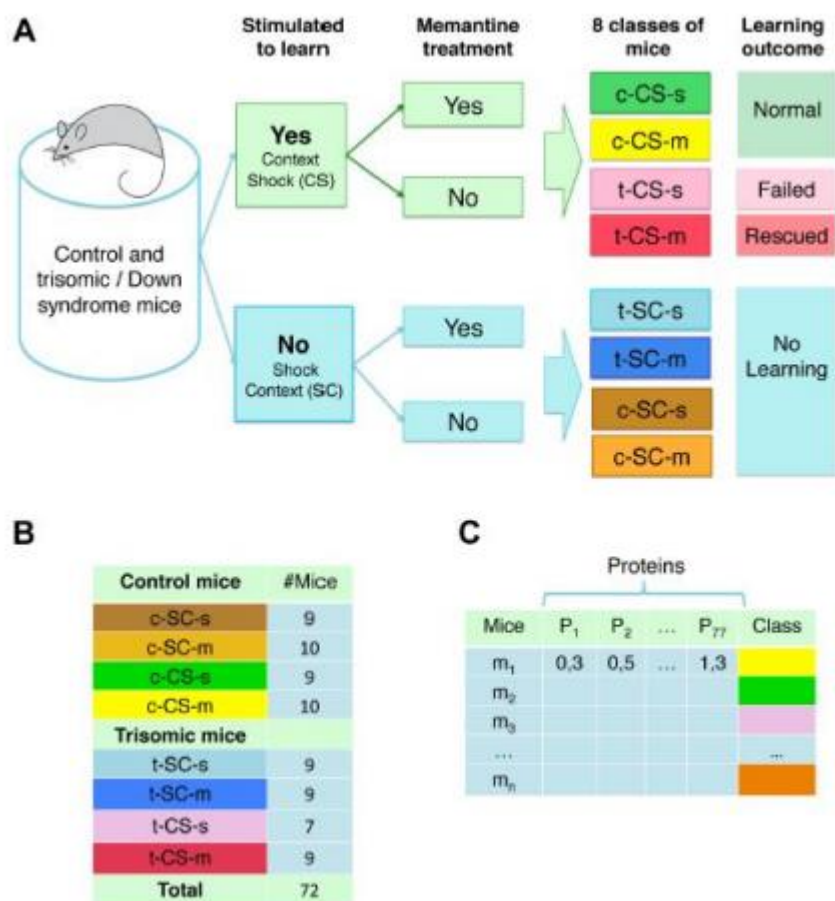 A
Stimulated
to learn
Memantine
treatment
8 classes of
mice
Learning
outcome
Control and
trisomic / Down
syndrome mice
Yes
Context
Shock (CS)
Yes
No
c-CS-s
c-CS-m
t-CS-s
t-CS-m
Normal
Failed
Rescued
No
Shock
Context (SC)
Yes
No
t-SC-s
t-SC-m
c-SC-s
c-SC-m
No
Learning
B
Control mice #Mice
c-SC-s 9
c-SC-m 10
c-CS-s 9
c-CS-m 10
Trisomic mice
t-SC-s 9
t-SC-m 9
t-CS-s 7
t-CS-m 9
Total 72
C
Proteins
Mice P1 P2 ... P77 Class
m1 0,3 0,5 ... 1,3
m2
m3
... ...
mn